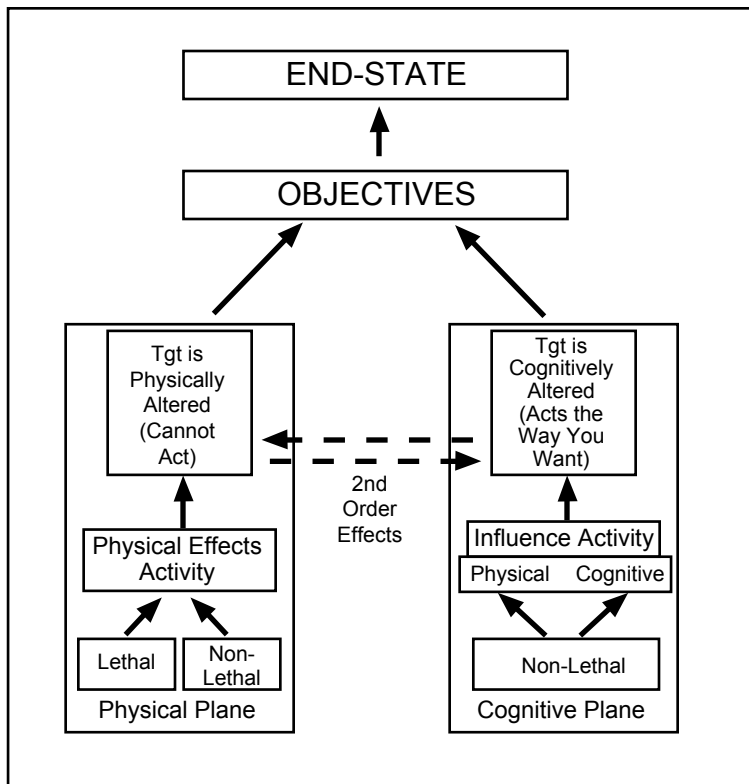 END-STATE
OBJECTIVES
Tgt is
Physically
Altered
(Cannot
Act)
Physical Effects
Activity
Lethal
Non-
Lethal
Physical Plane
2nd
Order
Effects
Tgt is
Cognitively
Altered
(Acts the
Way You
Want)
Influence Activity
Physical Cognitive
Non-Lethal
Cognitive Plane